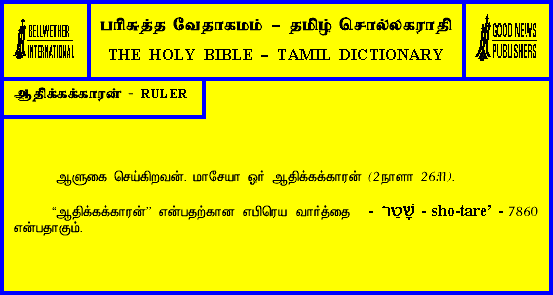 BELLWETHER
INTERNATIONAL
பரிசுத்த வேதாகமம் – தமிழ் சொல்லகராதி
THE HOLY BIBLE – TAMIL DICTIONARY
GOOD NEWS
PUBLISHERS
ஆதிக்கக்காரன் - RULER
ஆளுகை செய்கிறவன். மாசேயா ஓர் ஆதிக்கக்காரன் (2நாளா 26:11).
“ஆதிக்கக்காரன்” என்பதற்கான எபிரெய வார்த்தை - שָׁטֵר - sho-tare’ - 7860
என்பதாகும்.